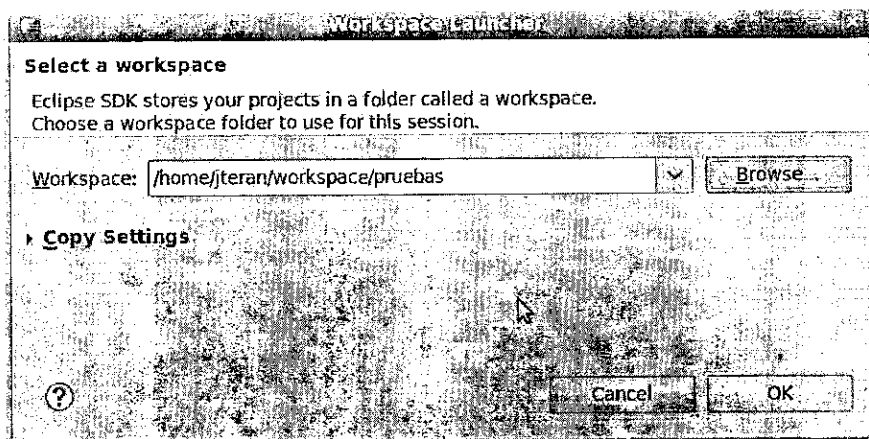 Workspace Launcher
Select a workspace
Eclipse SDK stores your projects in a folder called a workspace.
Choose a workspace folder to use for this session.
Workspace: /home/jteran/workspace/pruebas Browse...
Copy Settings
Cancel OK